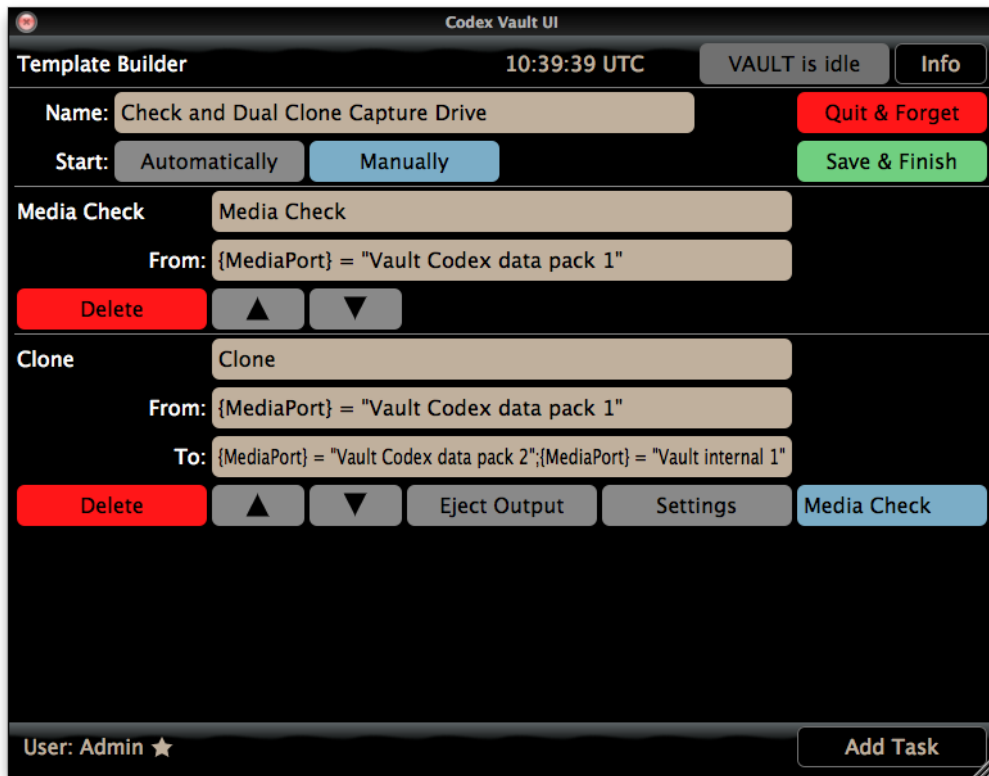 Codex Vault UI
Template Builder 10:39:39 UTC VAULT is idle Info
Name: Check and Dual Clone Capture Drive Quit & Forget
Start: Automatically Manually Save & Finish
Media Check Media Check
From: {MediaPort} = "Vault Codex data pack 1"
Delete ▲ ▼
Clone Clone
From: {MediaPort} = "Vault Codex data pack 1"
To: {MediaPort} = "Vault Codex data pack 2";{MediaPort} = "Vault internal 1"
Delete ▲ ▼ Eject Output Settings Media Check
User: Admin ★ Add Task